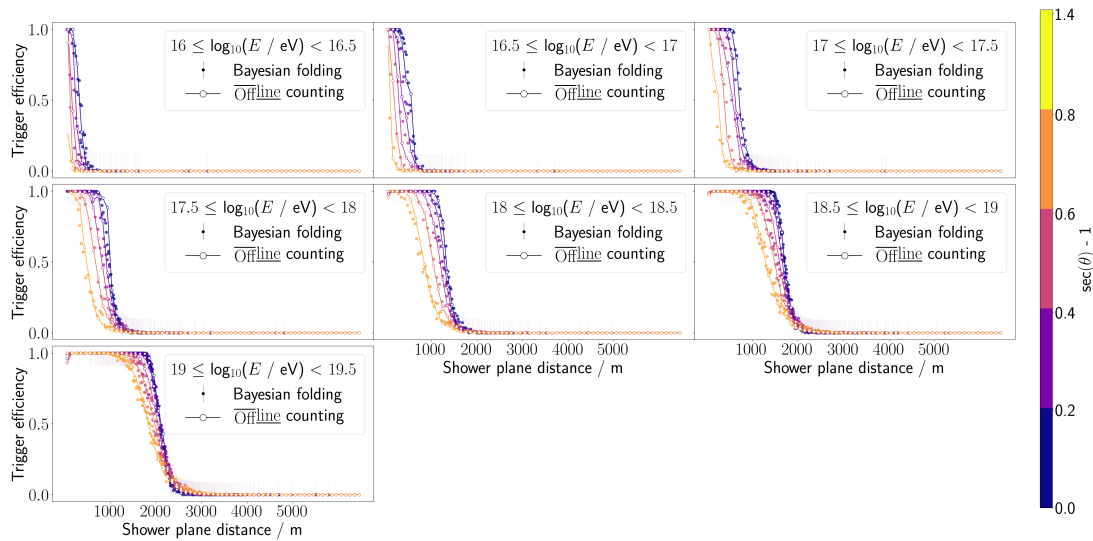 16 ≤ log₁₀(E / eV) < 16.5
Bayesian folding
Offline counting
16.5 ≤ log₁₀(E / eV) < 17
Bayesian folding
Offline counting
17 ≤ log₁₀(E / eV) < 17.5
Bayesian folding
Offline counting
Trigger efficiency
1.0
0.5
0.0
17.5 ≤ log₁₀(E / eV) < 18
Bayesian folding
Offline counting
18 ≤ log₁₀(E / eV) < 18.5
Bayesian folding
Offline counting
18.5 ≤ log₁₀(E / eV) < 19
Bayesian folding
Offline counting
Trigger efficiency
1.0
0.5
0.0
1000 2000 3000 4000 5000
Shower plane distance / m
1000 2000 3000 4000 5000
Shower plane distance / m
19 ≤ log₁₀(E / eV) < 19.5
Bayesian folding
Offline counting
Trigger efficiency
1.0
0.5
0.0
1000 2000 3000 4000 5000
Shower plane distance / m
1.4
0.8
0.6
0.4
0.2
0.0
sec(θ) - 1